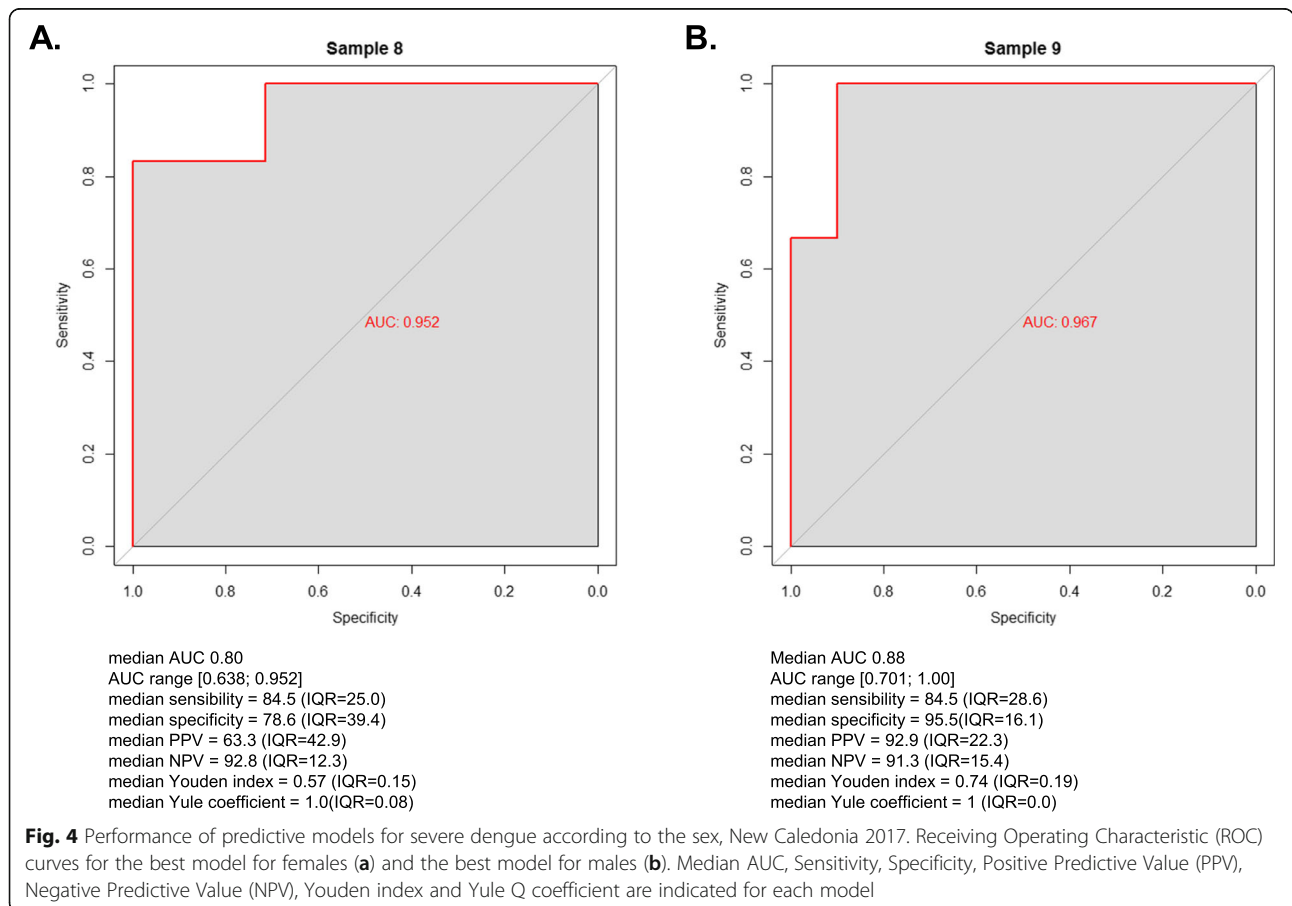 A.
Sample 8
1.0
0.8
0.6
0.4
0.2
0.0
Sensitivity
AUC: 0.952
1.0 0.8 0.6 0.4 0.2 0.0
Specificity
median AUC 0.80
AUC range [0.638; 0.952]
median sensibility = 84.5 (IQR=25.0)
median specificity = 78.6 (IQR=39.4)
median PPV = 63.3 (IQR=42.9)
median NPV = 92.8 (IQR=12.3)
median Youden index = 0.57 (IQR=0.15)
median Yule coefficient = 1.0(IQR=0.08)
B.
Sample 9
1.0
0.8
0.6
0.4
0.2
0.0
Sensitivity
AUC: 0.967
1.0 0.8 0.6 0.4 0.2 0.0
Specificity
Median AUC 0.88
AUC range [0.701; 1.00]
median sensibility = 84.5 (IQR=28.6)
median specificity = 95.5(IQR=16.1)
median PPV = 92.9 (IQR=22.3)
median NPV = 91.3 (IQR=15.4)
median Youden index = 0.74 (IQR=0.19)
median Yule coefficient = 1 (IQR=0.0)
Fig. 4 Performance of predictive models for severe dengue according to the sex, New Caledonia 2017. Receiving Operating Characteristic (ROC)
curves for the best model for females (a) and the best model for males (b). Median AUC, Sensitivity, Specificity, Positive Predictive Value (PPV),
Negative Predictive Value (NPV), Youden index and Yule Q coefficient are indicated for each model